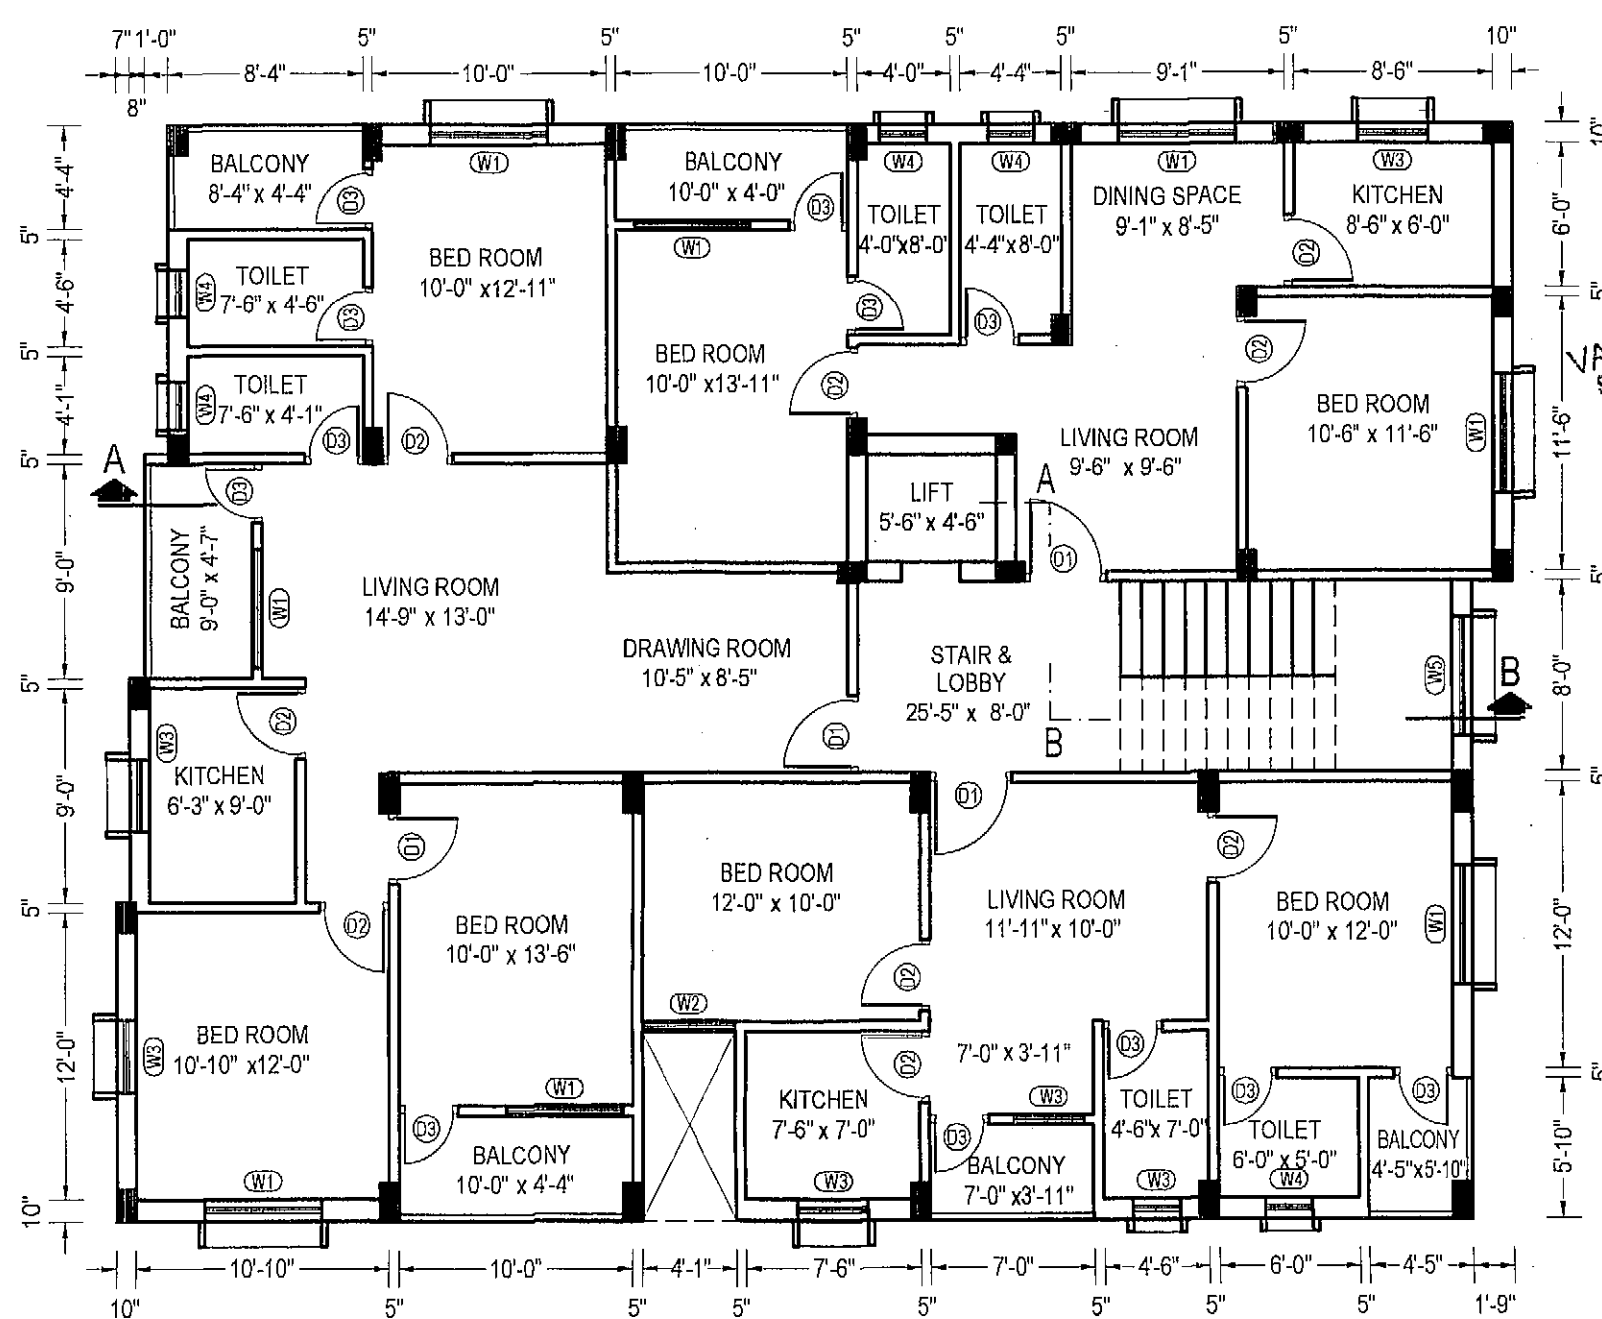 7" 1'-0" 5" 5" 5" 5" 5" 5" 10"
8'-4" 10'-0" 10'-0" 4'-0" 4'-4" 9'-1" 8'-6"
8"
10"
W1 W4 W4 W1 W3
BALCONY
8'-4" x 4'-4"
D3
BALCONY
10'-0" x 4'-0"
D3
W1
TOILET
4'-0"x8'-0"
TOILET
4'-4"x8'-0"
DINING SPACE
9'-1" x 8'-5"
KITCHEN
8'-6" x 6'-0"
D2
4'-4"
6'-0"
5"
5"
4'-6"
W4
TOILET
7'-6" x 4'-6"
D3
BED ROOM
10'-0" x12'-11"
D3
D3
5"
W4
TOILET
7'-6" x 4'-1"
D3
D2
4'-1"
BED ROOM
10'-0" x13'-11"
D2
D2
BED ROOM
10'-6" x 11'-6"
W1
11'-6"
LIVING ROOM
9'-6" x 9'-6"
5"
A
D3
LIFT
5'-6" x 4'-6"
A
D1
BALCONY
9'-0" x 4'-7"
W1
9'-0"
5"
LIVING ROOM
14'-9" x 13'-0"
DRAWING ROOM
10'-5" x 8'-5"
STAIR &
LOBBY
25'-5" x 8'-0"
B
W5
B
8'-0"
5"
W3
D2
D1
KITCHEN
6'-3" x 9'-0"
9'-0"
5"
D1
D1
D2
BED ROOM
12'-0" x 10'-0"
LIVING ROOM
11'-11" x 10'-0"
BED ROOM
10'-0" x 12'-0"
W1
12'-0"
5"
D2
BED ROOM
10'-0" x 13'-6"
D2
W2
BED ROOM
10'-10" x12'-0"
W3
12'-0"
7'-0" x 3'-11"
D3
D2
5"
W1
KITCHEN
7'-6" x 7'-0"
W3
TOILET
4'-6"x 7'-0"
D3
D3
D3
D3
BALCONY
10'-0" x 4'-4"
BALCONY
7'-0" x3'-11"
TOILET
6'-0" x 5'-0"
BALCONY
4'-5"x5'-10"
5'-10"
W1 W3 W3 W4
10"
10'-10" 10'-0" 4'-1" 7'-6" 7'-0" 4'-6" 6'-0" 4'-5"
10" 5" 5" 5" 5" 5" 5" 5" 1'-9"